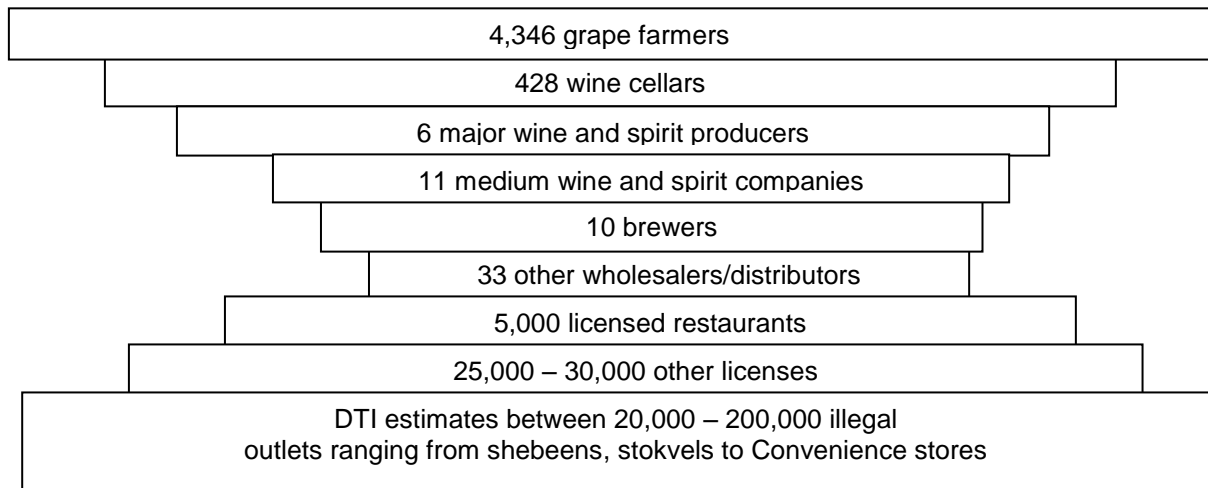 4,346 grape farmers
428 wine cellars
6 major wine and spirit producers
11 medium wine and spirit companies
10 brewers
33 other wholesalers/distributors
5,000 licensed restaurants
25,000 – 30,000 other licenses
DTI estimates between 20,000 – 200,000 illegal
outlets ranging from shebeens, stokvels to Convenience stores